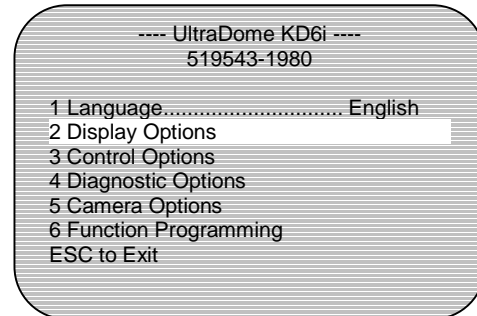 ---- UltraDome KD6i ----
519543-1980
1 Language.............................. English
2 Display Options
3 Control Options
4 Diagnostic Options
5 Camera Options
6 Function Programming
ESC to Exit